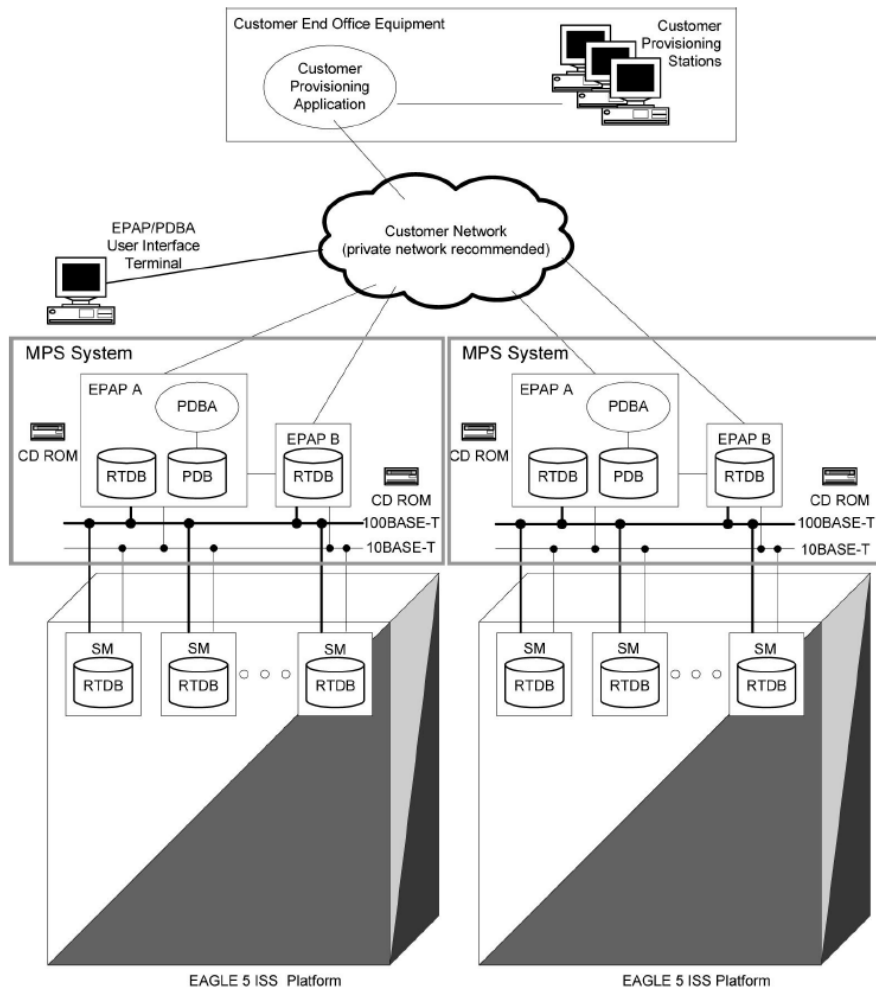 Customer End Office Equipment
Customer
Provisioning
Application
Customer
Provisioning
Stations
Customer Network
(private network recommended)
EPAP/PDBA
User Interface
Terminal
MPS System
EPAP A
PDBA
CD ROM
RTDB
PDB
EPAP B
RTDB
CD ROM
100BASE-T
10BASE-T
MPS System
EPAP A
PDBA
CD ROM
RTDB
PDB
EPAP B
RTDB
CD ROM
100BASE-T
10BASE-T
SM
RTDB
SM
RTDB
SM
RTDB
SM
RTDB
SM
RTDB
SM
RTDB
EAGLE 5 ISS Platform
EAGLE 5 ISS Platform